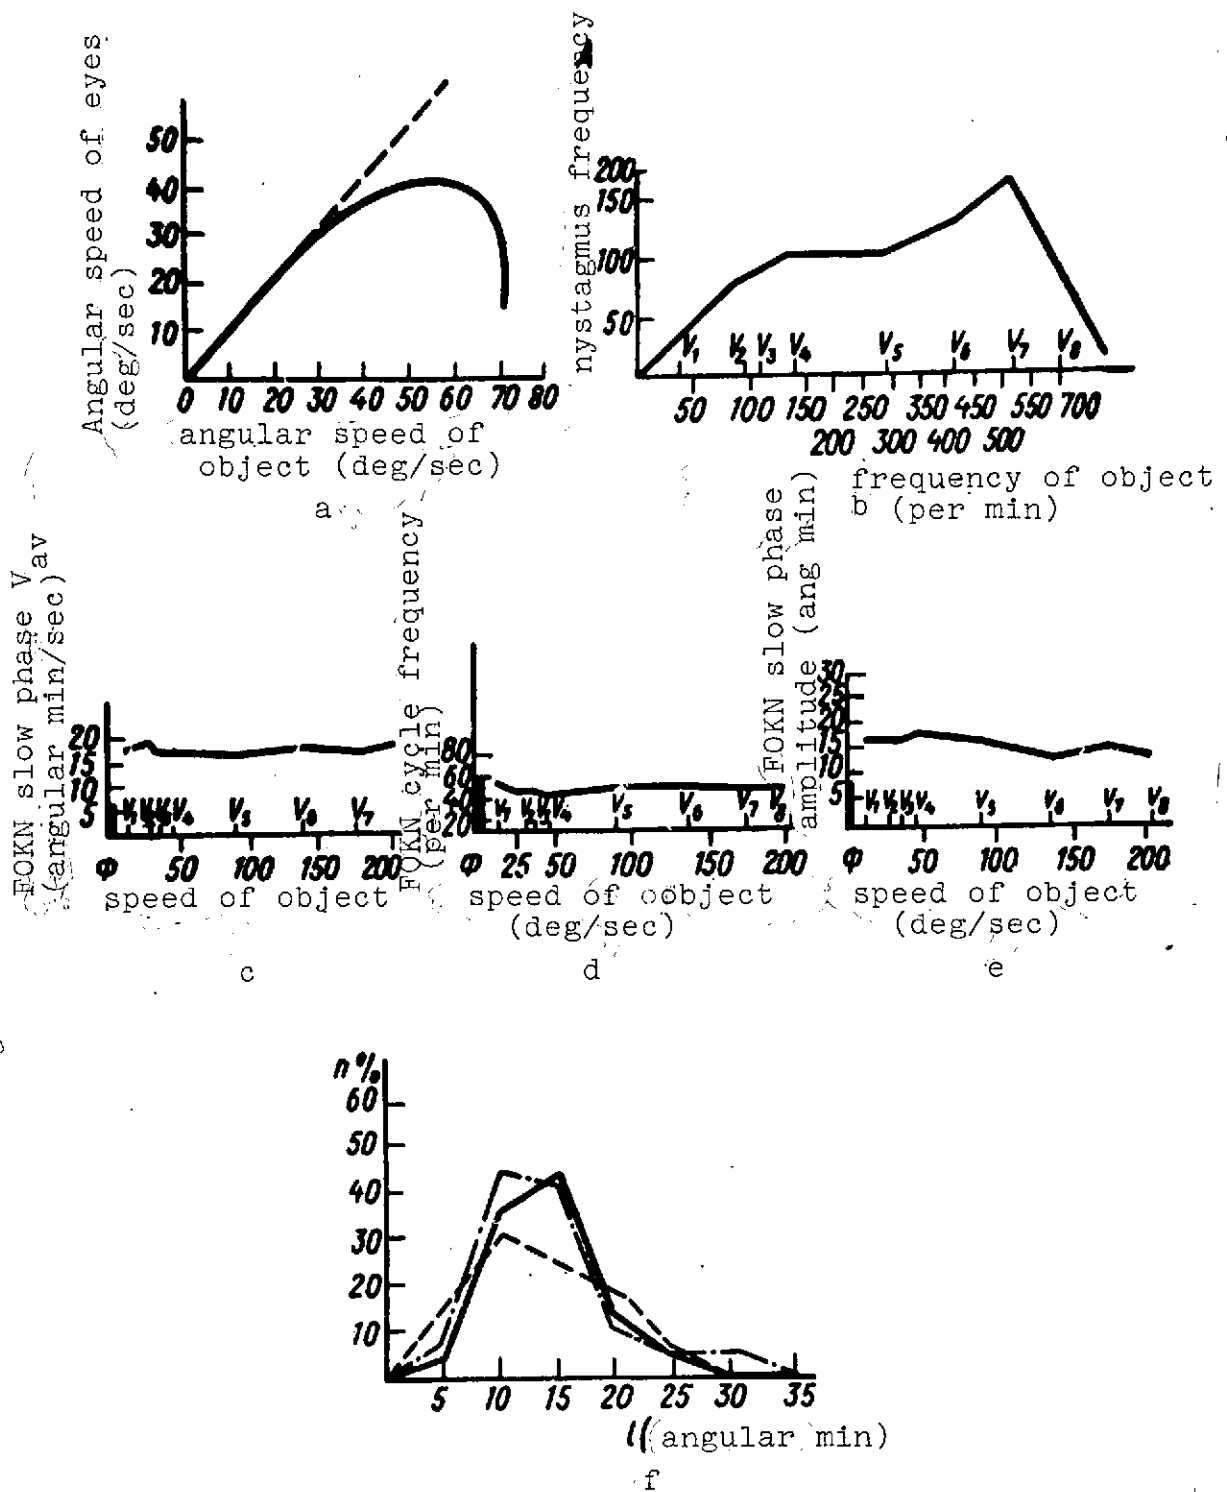 Angular speed of eyes
(deg/sec)
50
40
30
20
10
0 10 20 30 40 50 60 70 80
angular speed of
object (deg/sec)
a
nystagmus frequency
200
150
100
50
V1 V2 V3 V4 V5 V6 V7 V8
50 100 150 250 350 450 550 700
200 300 400 500
frequency of object
(per min)
b
FOKN slow phase Vav
(angular min/sec)
20
15
10
5
V4 V5 V6 V7
φ 50 100 150 200
speed of object
c
FOKN cycle frequency
(per min)
80
60
40
20
V1 V4 V5 V6 V7 V8
φ 25 50 100 150 200
speed of oobject
(deg/sec)
d
FOKN slow phase
amplitude (ang min)
30
25
20
15
10
5
V1 V2 V3 V4 V5 V6 V7 V8
φ 50 100 150 200
speed of object
(deg/sec)
e
n%
60
50
40
30
20
10
5 10 15 20 25 30 35
l (angular min)
f